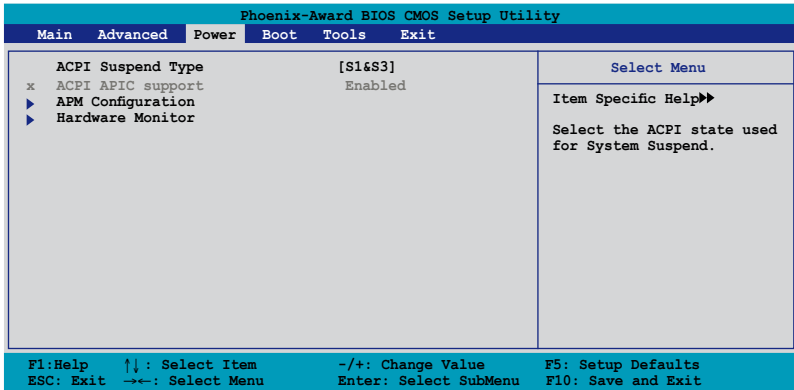 Phoenix-Award BIOS CMOS Setup Utility
Main Advanced Power Boot Tools Exit
ACPI Suspend Type [S1&S3]
x ACPI APIC support Enabled
APM Configuration
Hardware Monitor
Select Menu
Item Specific Help
Select the ACPI state used
for System Suspend.
F1:Help ↑↓: Select Item -/+: Change Value F5: Setup Defaults
ESC: Exit →←: Select Menu Enter: Select SubMenu F10: Save and Exit